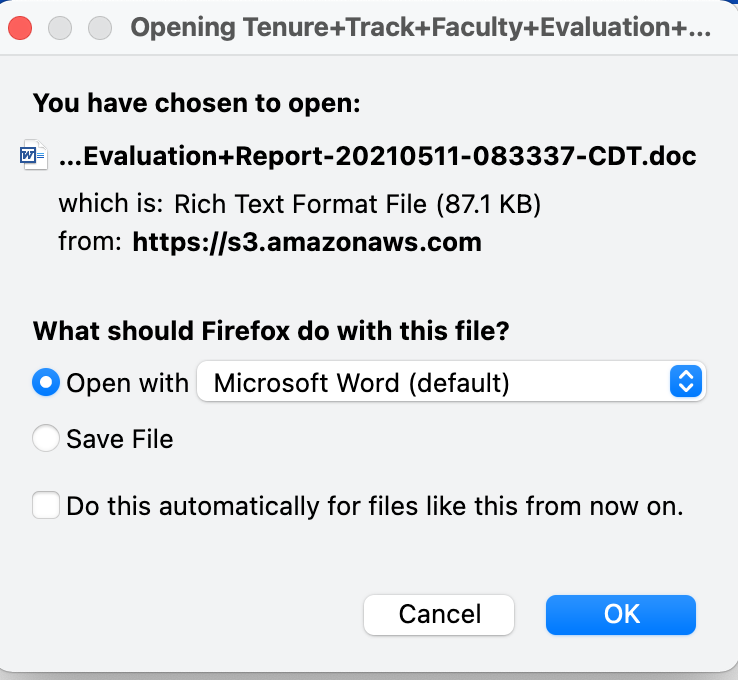 Opening Tenure+Track+Faculty+Evaluation+...
You have chosen to open:
...Evaluation+Report-20210511-083337-CDT.doc
which is: Rich Text Format File (87.1 KB)
from: https://s3.amazonaws.com
What should Firefox do with this file?
Open with Microsoft Word (default)
Save File
Do this automatically for files like this from now on.
Cancel OK